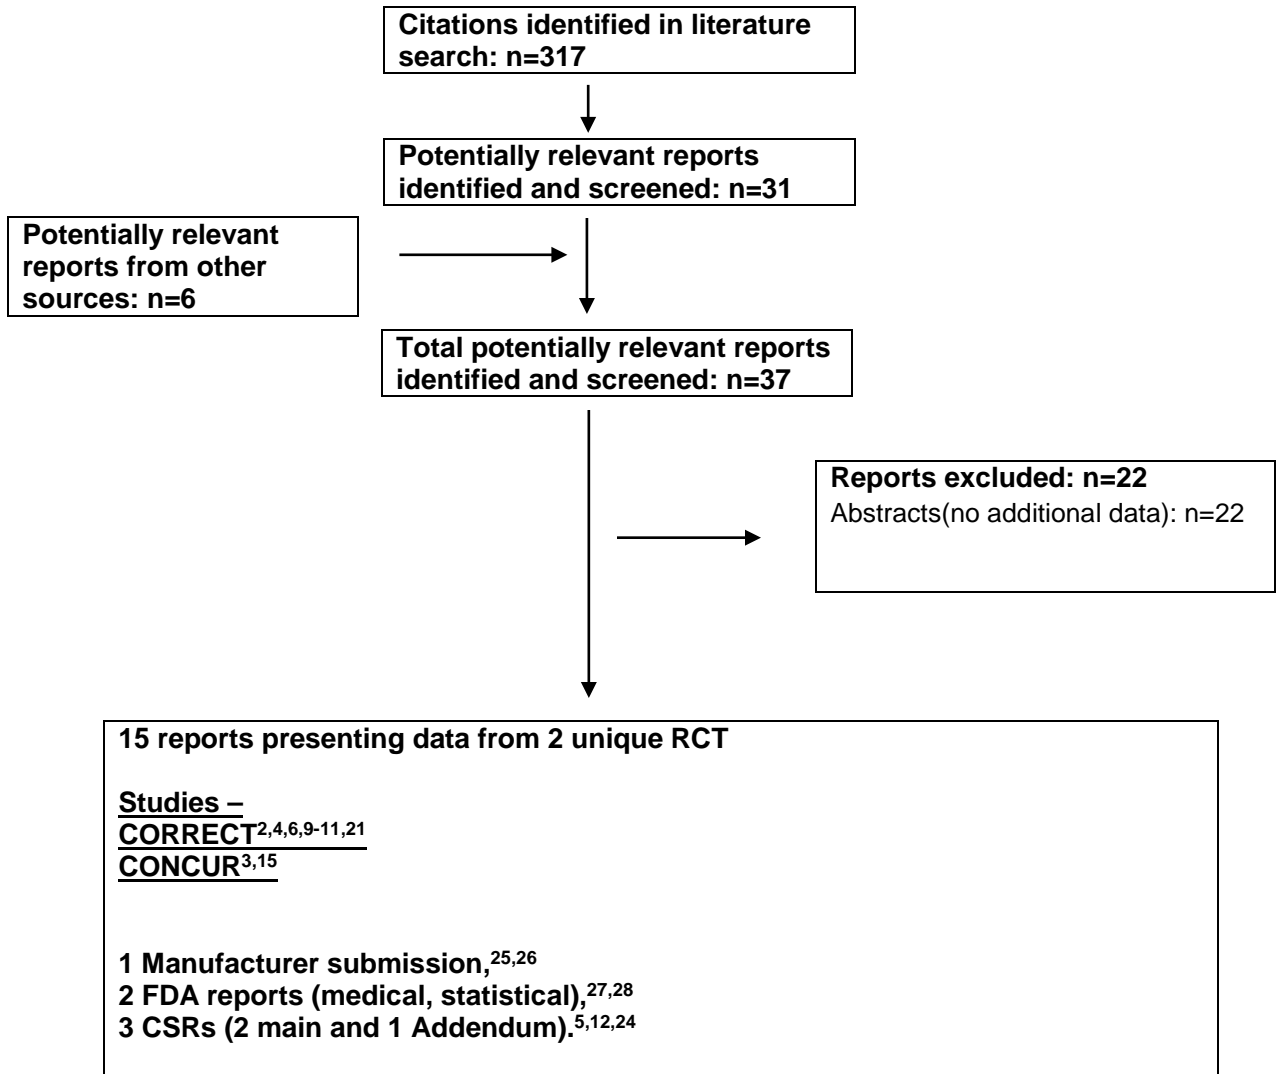 Citations identified in literature
search: n=317
Potentially relevant reports
identified and screened: n=31
Potentially relevant
reports from other
sources: n=6
Total potentially relevant reports
identified and screened: n=37
Reports excluded: n=22
Abstracts(no additional data): n=22
15 reports presenting data from 2 unique RCT
Studies –
CORRECT2,4,6,9-11,21
CONCUR3,15
1 Manufacturer submission,25,26
2 FDA reports (medical, statistical),27,28
3 CSRs (2 main and 1 Addendum).5,12,24